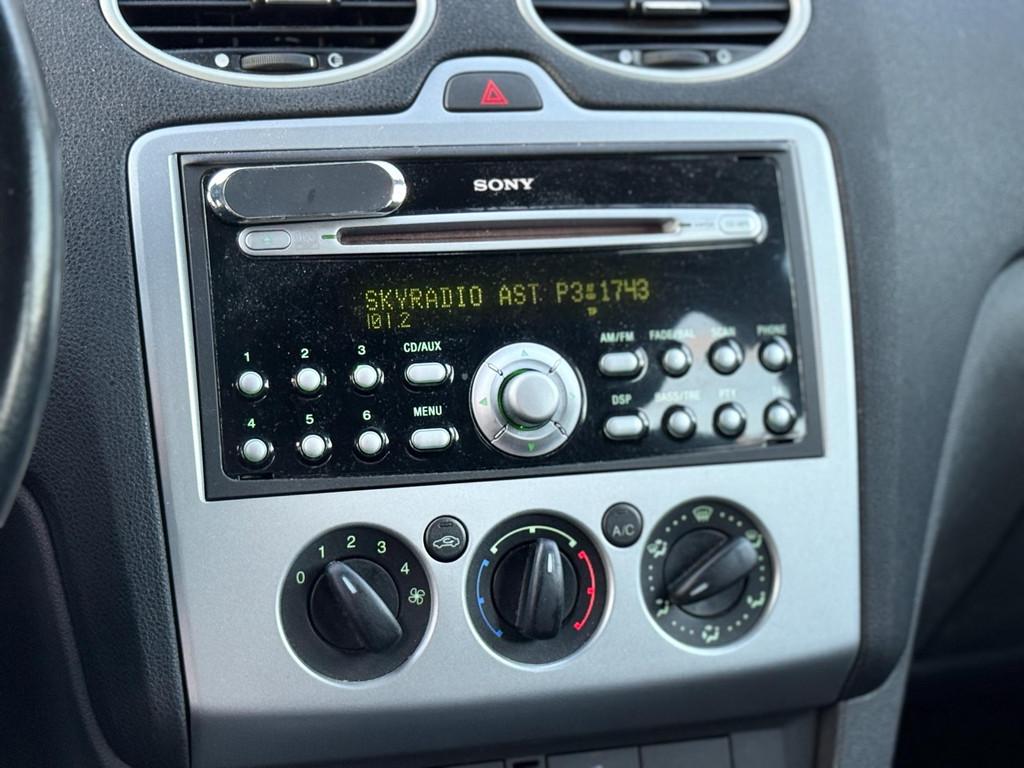 SONY
SKYRADIO AST P3 1743
101.2
TP
1 2 3 CD/AUX
AM/FM FADE/BAL SCAN PHONE
4 5 6 MENU
DSP BASS/TRE PTY
0 1 2 3 4
A/C